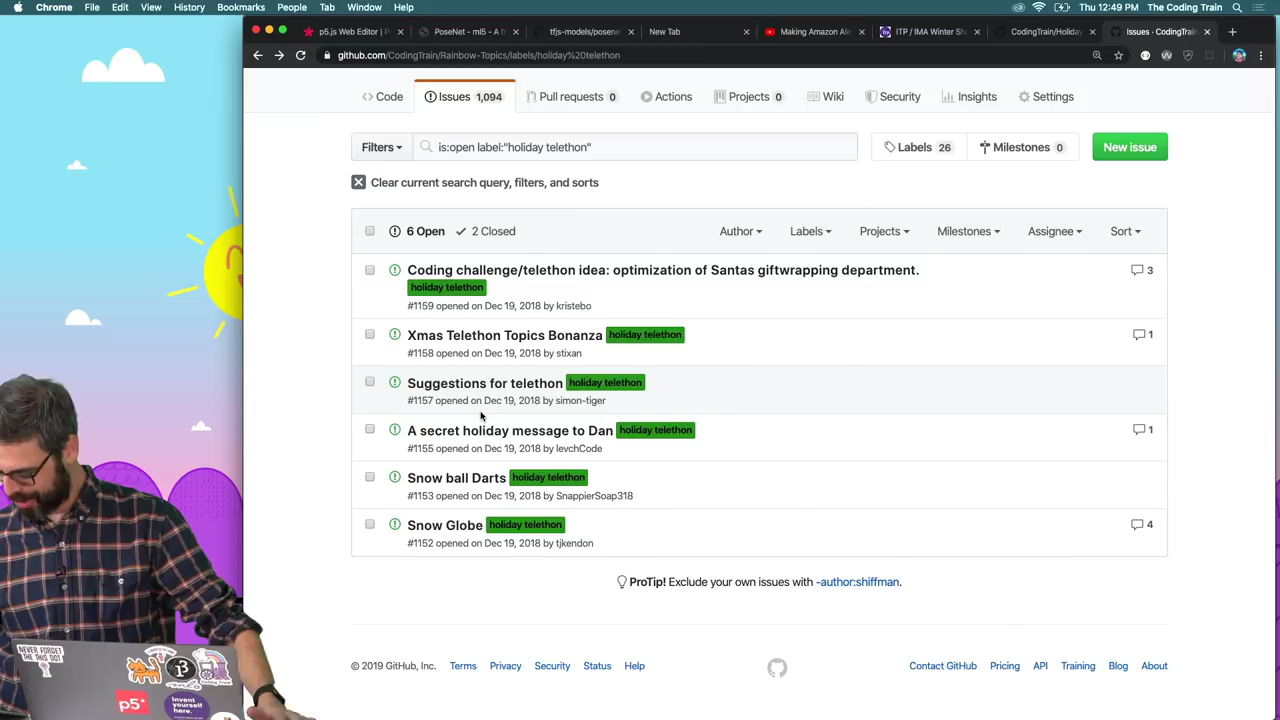 Chrome File Edit View History Bookmarks People Tab Window Help
Thu 12:49 PM The Coding Train
p5.js Web Editor | P
PoseNet - ml5 - A f
tfjs-models/posene
New Tab
Making Amazon Ale
ITP / IMA Winter Sh
CodingTrain/Holiday
Issues · CodingTrain
github.com/CodingTrain/Rainbow-Topics/labels/holiday%20telethon
Code Issues 1,094 Pull requests 0 Actions Projects 0 Wiki Security Insights Settings
Filters is:open label:"holiday telethon" Labels 26 Milestones 0 New issue
Clear current search query, filters, and sorts
6 Open 2 Closed Author Labels Projects Milestones Assignee Sort
Coding challenge/telethon idea: optimization of Santas giftwrapping department. 3
holiday telethon
#1159 opened on Dec 19, 2018 by kristebo
Xmas Telethon Topics Bonanza holiday telethon 1
#1158 opened on Dec 19, 2018 by stixan
Suggestions for telethon holiday telethon
#1157 opened on Dec 19, 2018 by simon-tiger
A secret holiday message to Dan holiday telethon 1
#1155 opened on Dec 19, 2018 by levchCode
Snow ball Darts holiday telethon
#1153 opened on Dec 19, 2018 by SnappierSoap318
Snow Globe holiday telethon 4
#1152 opened on Dec 19, 2018 by tjkendon
ProTip! Exclude your own issues with -author:shiffman.
© 2019 GitHub, Inc. Terms Privacy Security Status Help Contact GitHub Pricing API Training Blog About
NEVER FORGET
THE THIS DOT
p5*
Invent
yourself
here.